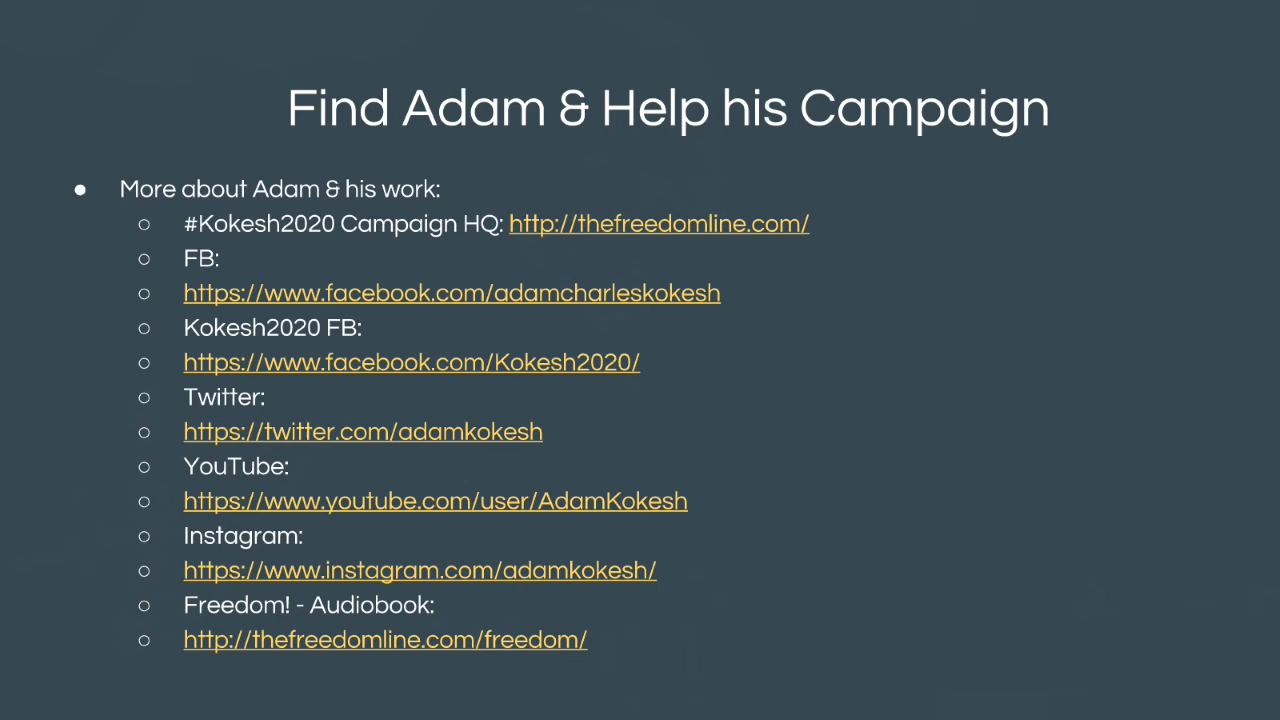 Find Adam & Help his Campaign
● More about Adam & his work:
○ #Kokesh2020 Campaign HQ: http://thefreedomline.com/
○ FB:
○ https://www.facebook.com/adamcharleskokesh
○ Kokesh2020 FB:
○ https://www.facebook.com/Kokesh2020/
○ Twitter:
○ https://twitter.com/adamkokesh
○ YouTube:
○ https://www.youtube.com/user/AdamKokesh
○ Instagram:
○ https://www.instagram.com/adamkokesh/
○ Freedom! - Audiobook:
○ http://thefreedomline.com/freedom/